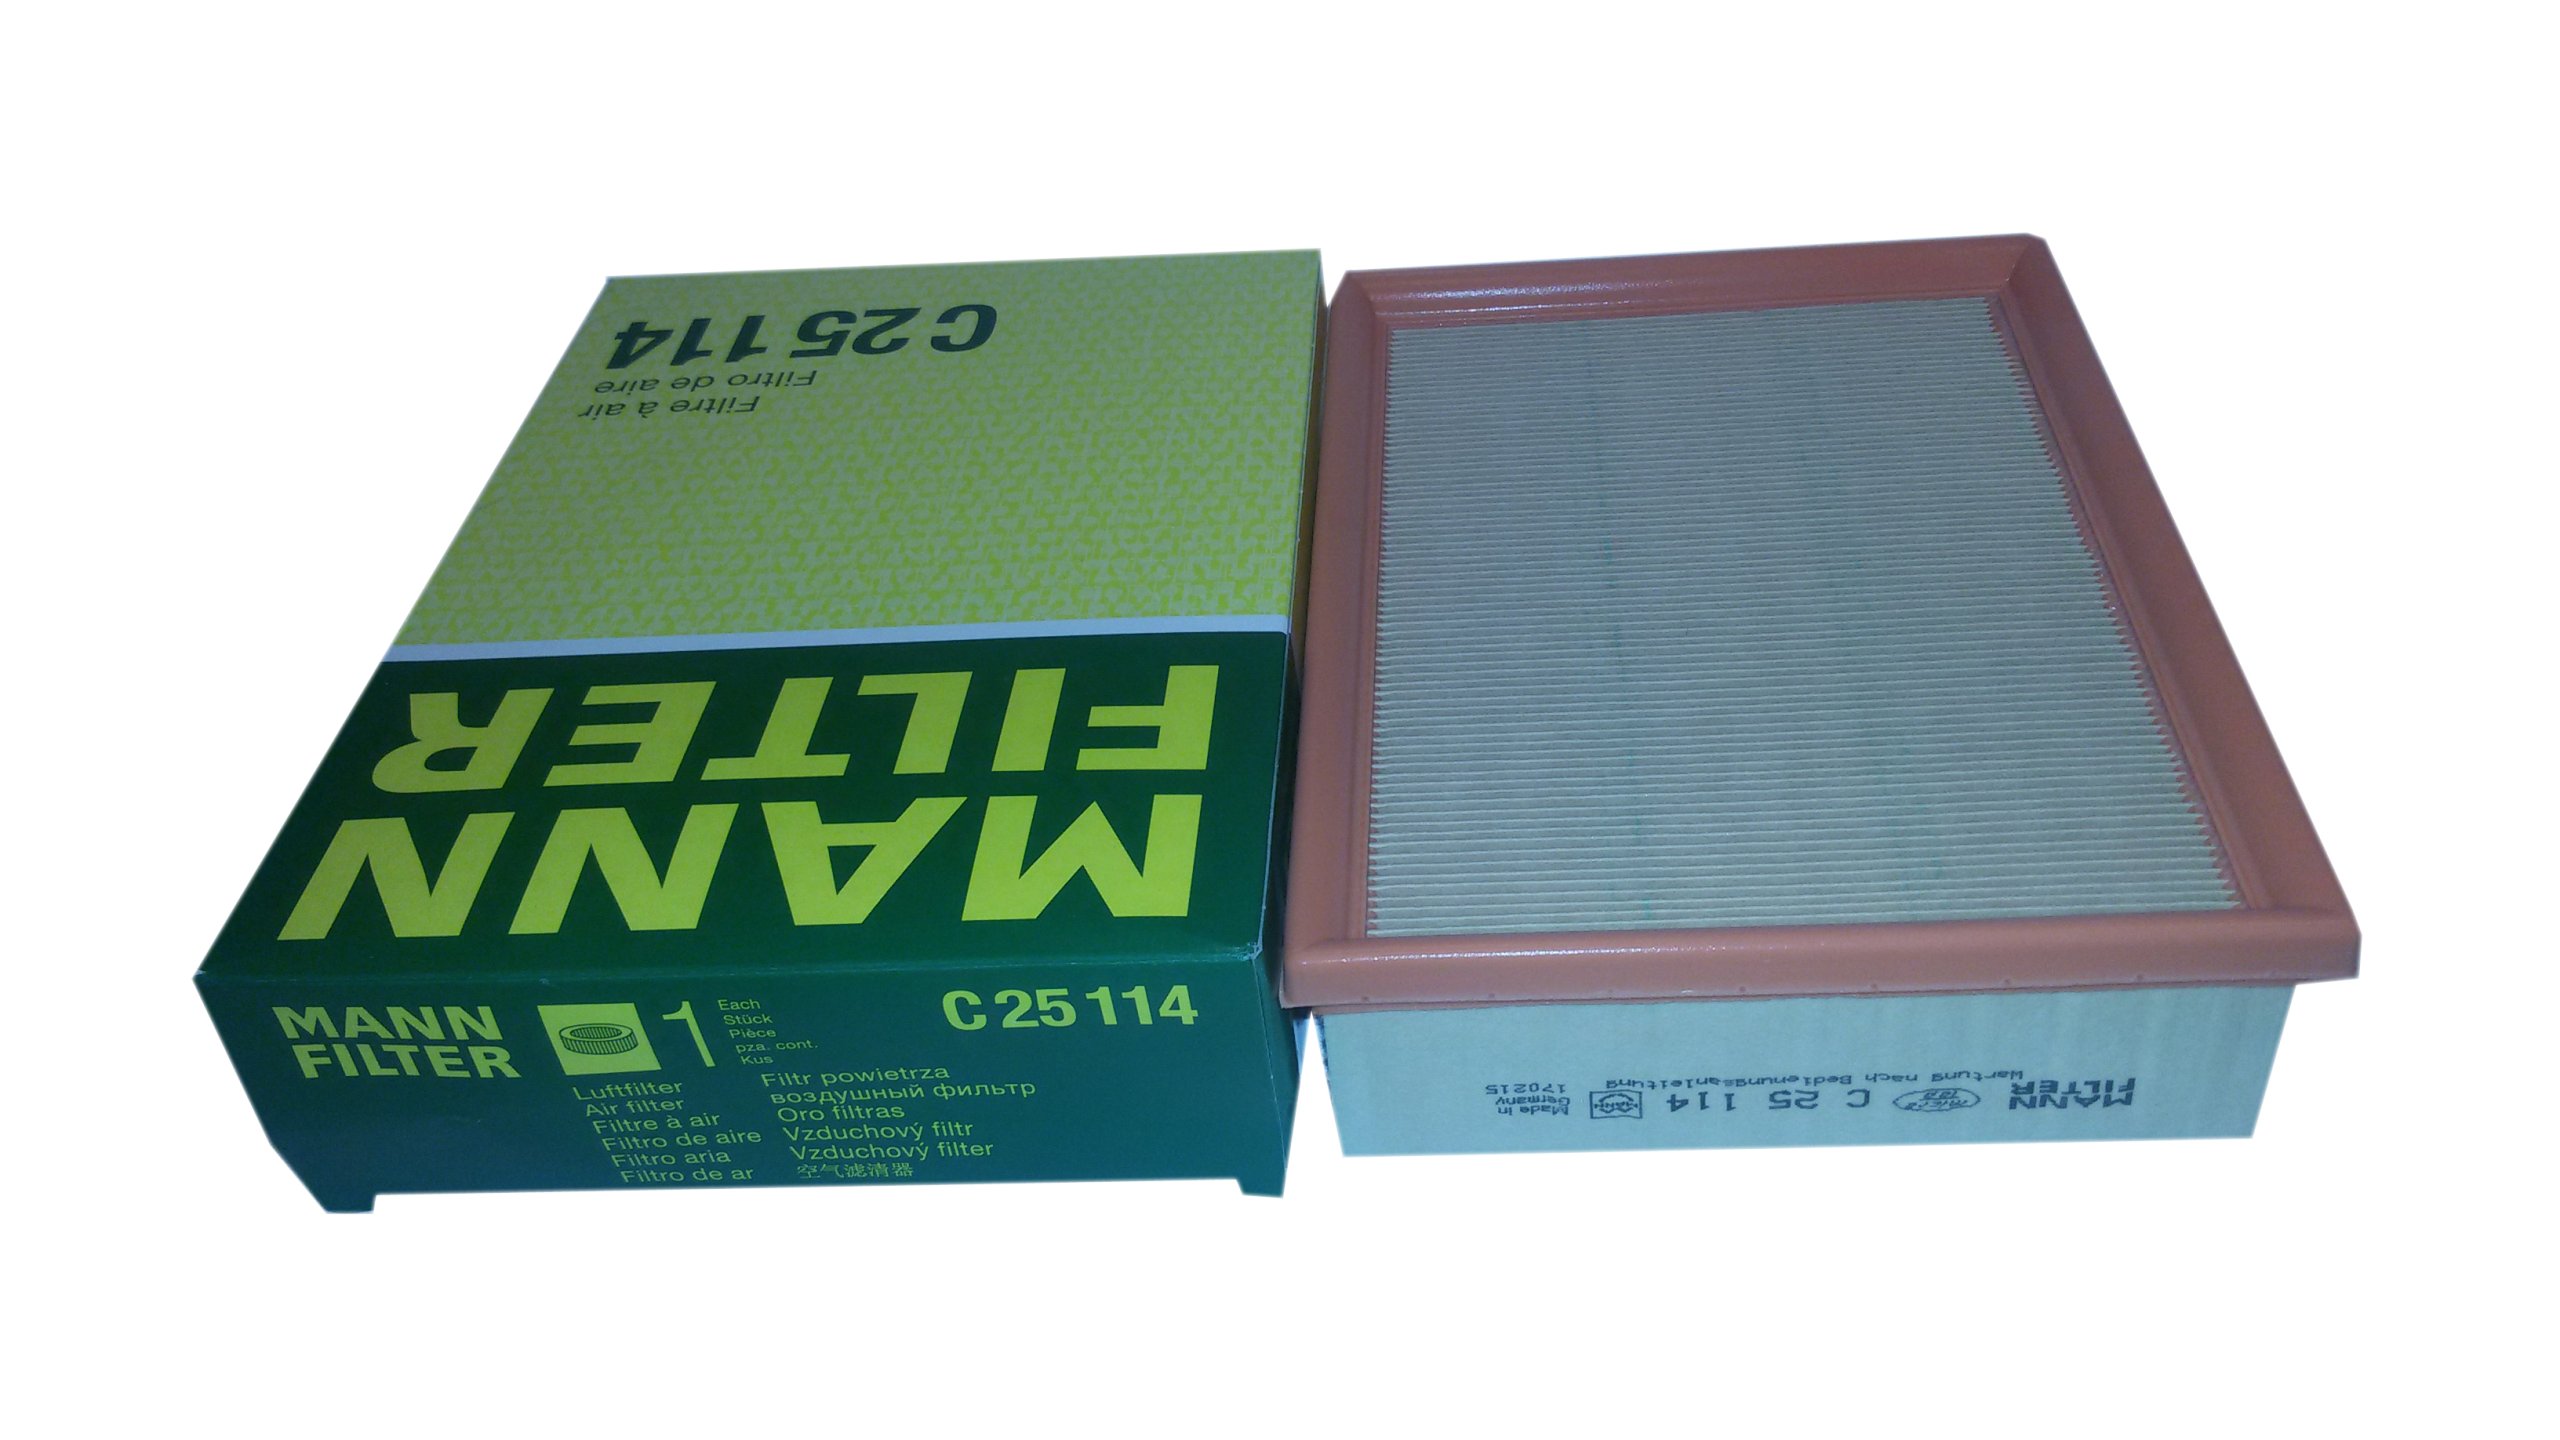 C 25 114
Filtro de aire
Filtre à air
MANN
FILTER
MANN
FILTER
1
Each
Stück
Pièce
pza. cont.
Kus
C 25 114
Luftfilter
Air filter
Filtre à air
Filtro de aire
Filtro aria
Filtro de ar
Filtr powietrza
воздушный фильтр
Oro filtras
Vzduchový filtr
Vzduchový filter
空气滤清器
MANN
FILTER
C 25 114
MANN
Made in
Germany
170215
Wartung nach Bedienungsanleitung